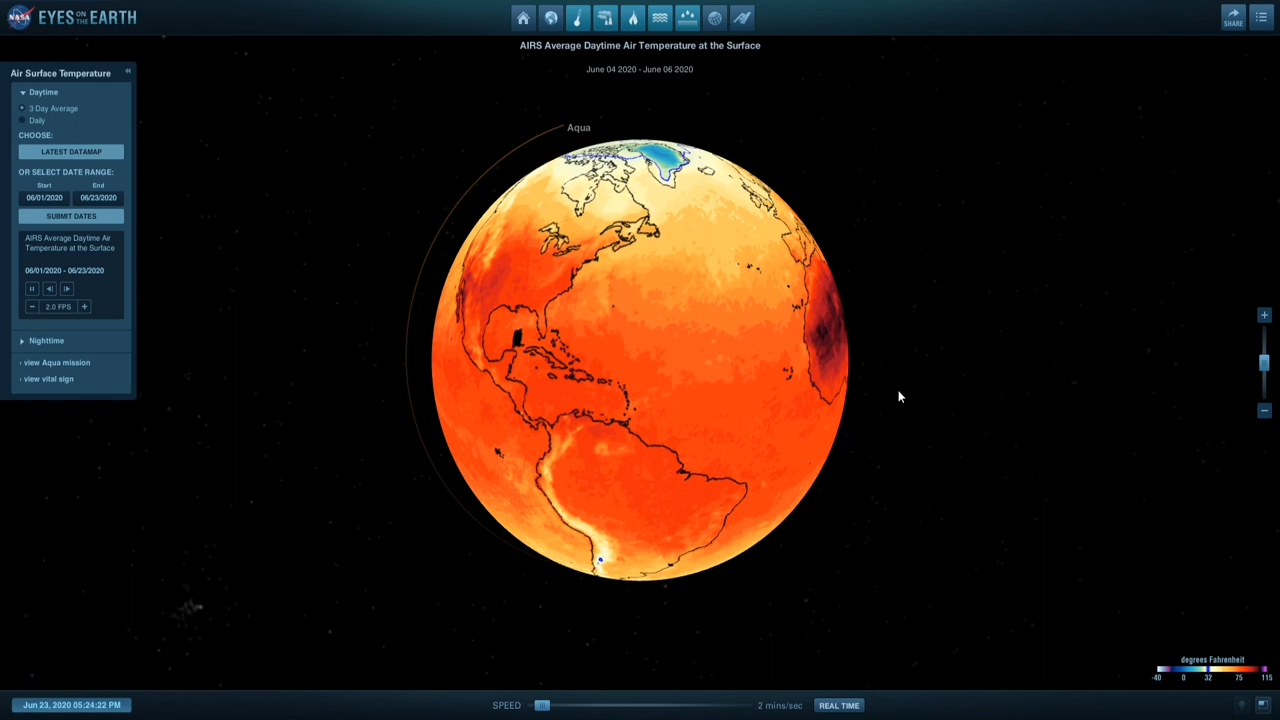 NASA EYES ON THE EARTH
SHARE
AIRS Average Daytime Air Temperature at the Surface
June 04 2020 - June 06 2020
Air Surface Temperature
Daytime
3 Day Average
Daily
CHOOSE:
LATEST DATAMAP
OR SELECT DATE RANGE:
Start End
06/01/2020 06/23/2020
SUBMIT DATES
AIRS Average Daytime Air
Temperature at the Surface
06/01/2020 - 06/23/2020
2.0 FPS
Nighttime
› view Aqua mission
› view vital sign
Aqua
degrees Fahrenheit
-40 0 32 75 115
Jun 23, 2020 05:24:22 PM
SPEED 2 mins/sec REAL TIME